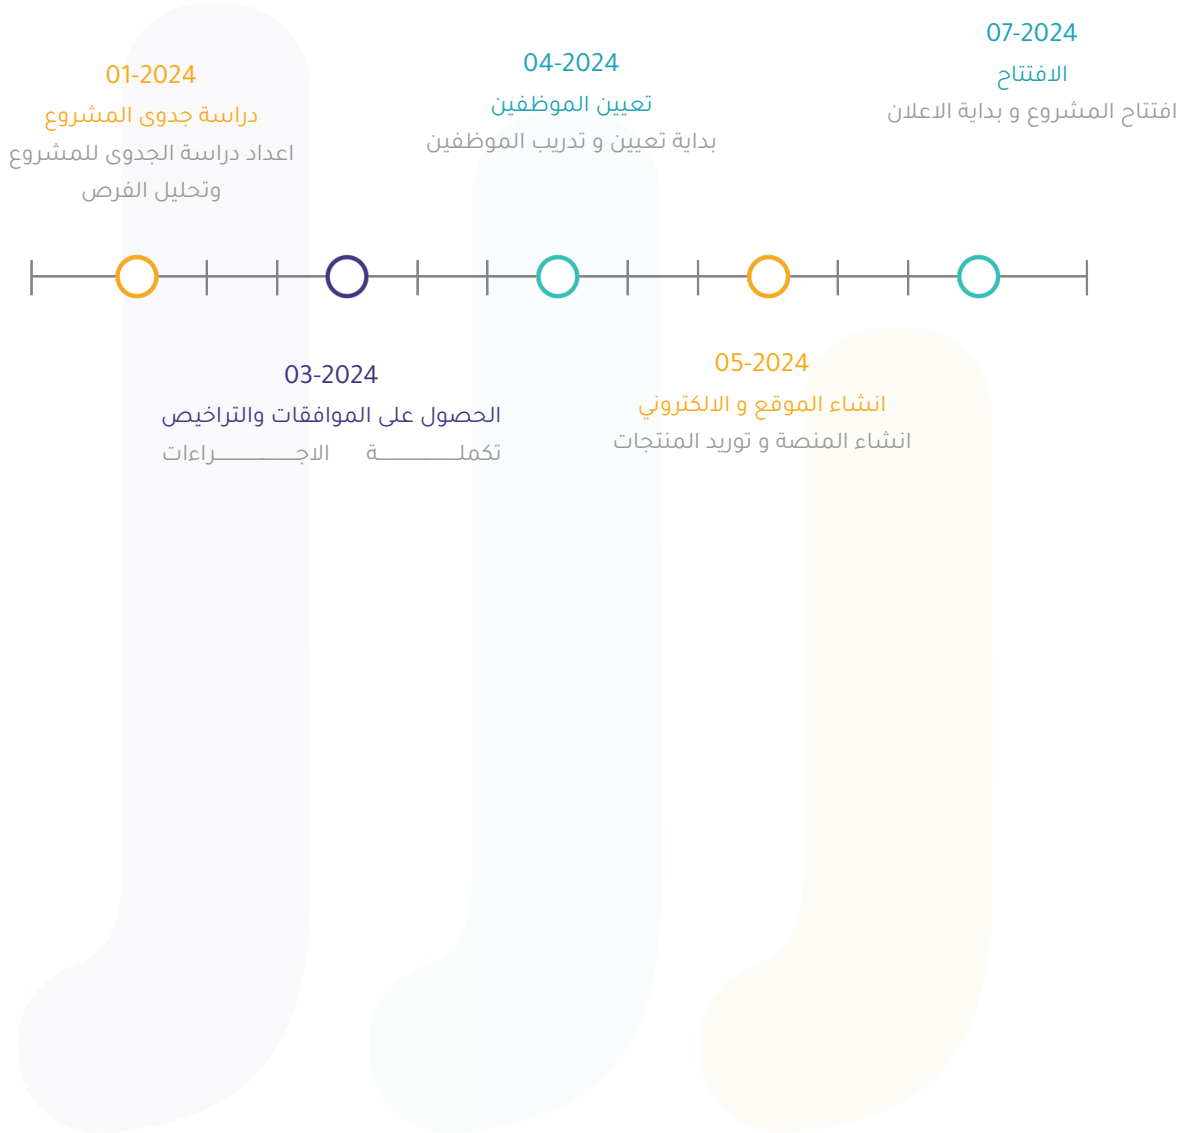 01-2024
دراسة جدوى المشروع
اعداد دراسة الجدوى للمشروع
وتحليل الفرص
03-2024
الحصول على الموافقات والتراخيص
تكملـــــــــــة الاجـــــــــــراءات
04-2024
تعيين الموظفين
بداية تعيين و تدريب الموظفين
05-2024
انشاء الموقع و الالكتروني
انشاء المنصة و توريد المنتجات
07-2024
الافتتاح
افتتاح المشروع و بداية الاعلان